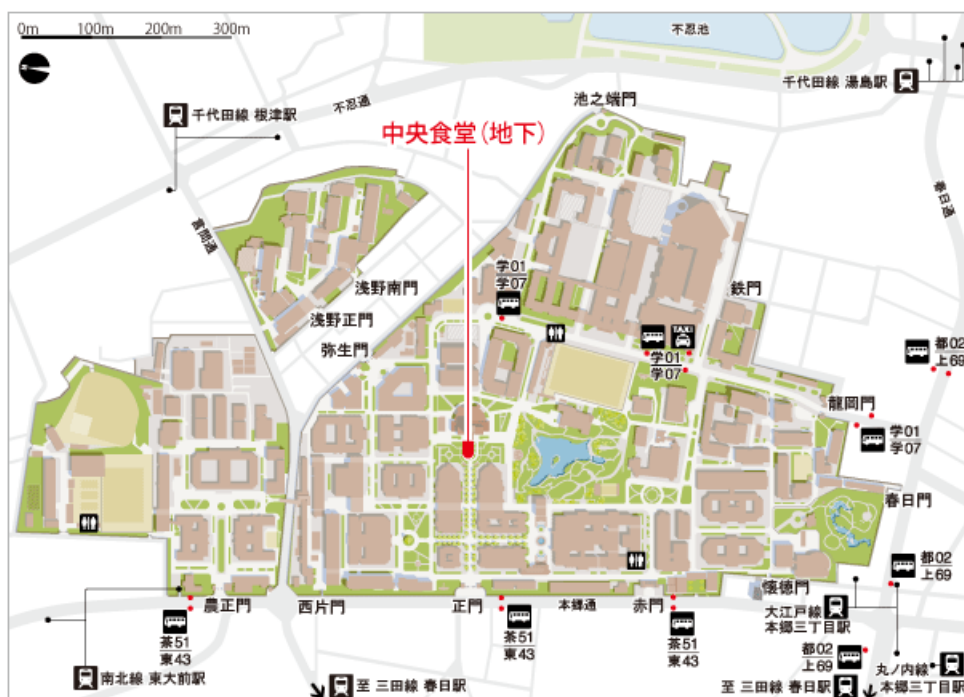 0m 100m 200m 300m
不忍池
千代田線 湯島駅
不忍通
池之端門
千代田線 根津駅
中央食堂(地下)
春日通
言問通
学01
学07
浅野南門
鉄門
浅野正門
TAXI
弥生門
学01
学07
都02
上69
龍岡門
学01
学07
春日門
都02
上69
懐徳門
農正門
西片門
正門
本郷通
赤門
大江戸線
本郷三丁目駅
茶51
東43
茶51
東43
茶51
東43
都02
上69
丸ノ内線
本郷三丁目駅
南北線 東大前駅
至 三田線 春日駅
至 三田線 春日駅